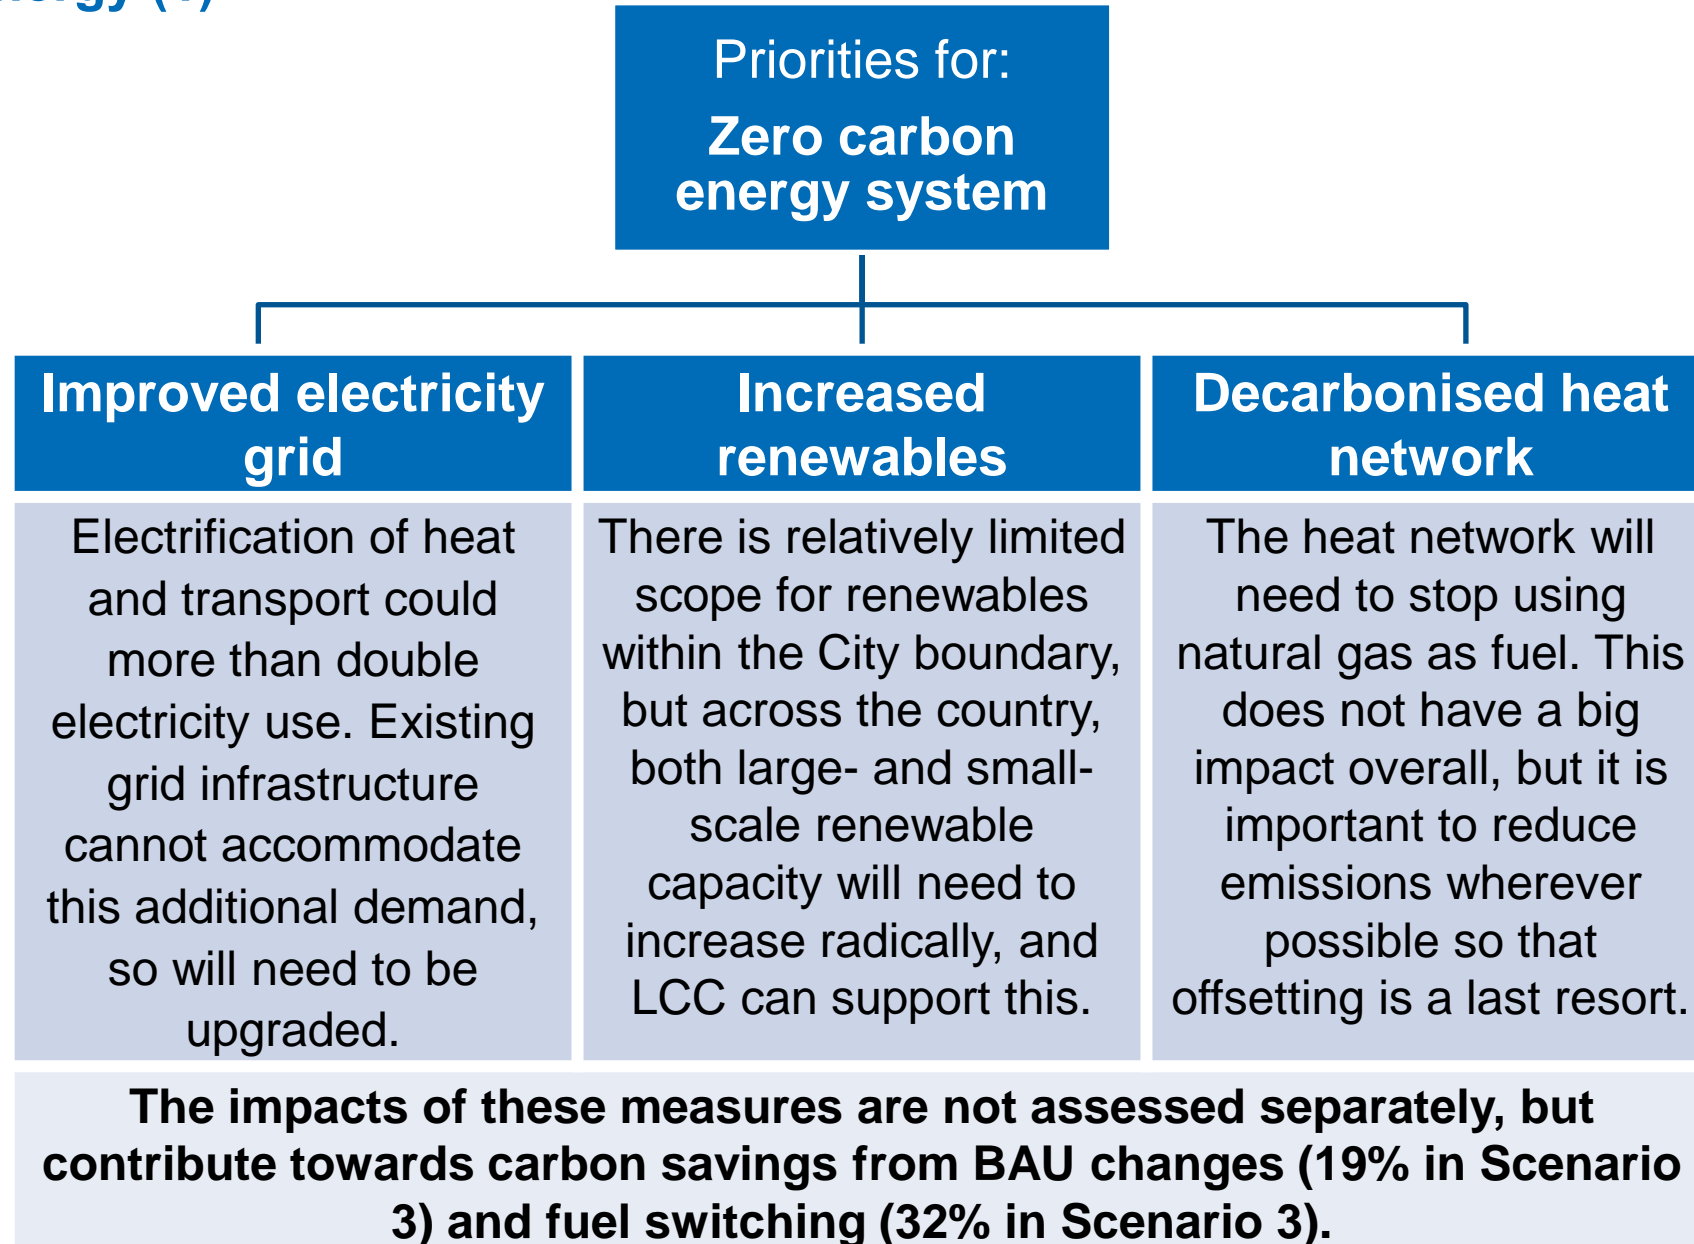 Priorities for:
Zero carbon
energy system
Improved electricity
grid
Increased
renewables
Decarbonised heat
network
Electrification of heat
and transport could
more than double
electricity use. Existing
grid infrastructure
cannot accommodate
this additional demand,
so will need to be
upgraded.
There is relatively limited
scope for renewables
within the City boundary,
but across the country,
both large- and small-
scale renewable
capacity will need to
increase radically, and
LCC can support this.
The heat network will
need to stop using
natural gas as fuel. This
does not have a big
impact overall, but it is
important to reduce
emissions wherever
possible so that
offsetting is a last resort.
The impacts of these measures are not assessed separately, but
contribute towards carbon savings from BAU changes (19% in Scenario
3) and fuel switching (32% in Scenario 3).